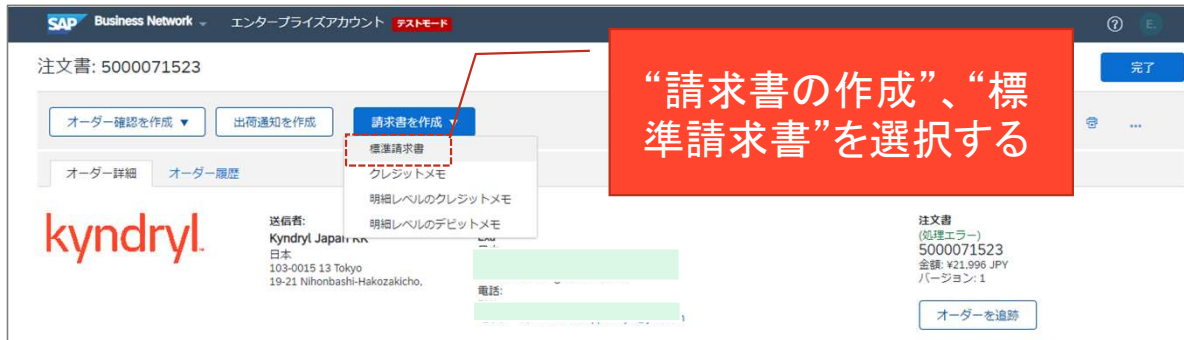 SAP Business Network エンタープライズアカウント テストモード
注文書: 5000071523
完了
"請求書の作成"、"標
準請求書"を選択する
オーダー確認を作成 ▼ 出荷通知を作成 請求書を作成 ▼
標準請求書
クレジットメモ
明細レベルのクレジットメモ
明細レベルのデビットメモ
オーダー詳細 オーダー履歴
kyndryl.
送信者:
Kyndryl Japan KK
日本
103-0015 13 Tokyo
19-21 Nihonbashi-Hakozakicho,
電話:
注文書
(処理エラー)
5000071523
金額: ¥21,996 JPY
バージョン: 1
オーダーを追跡